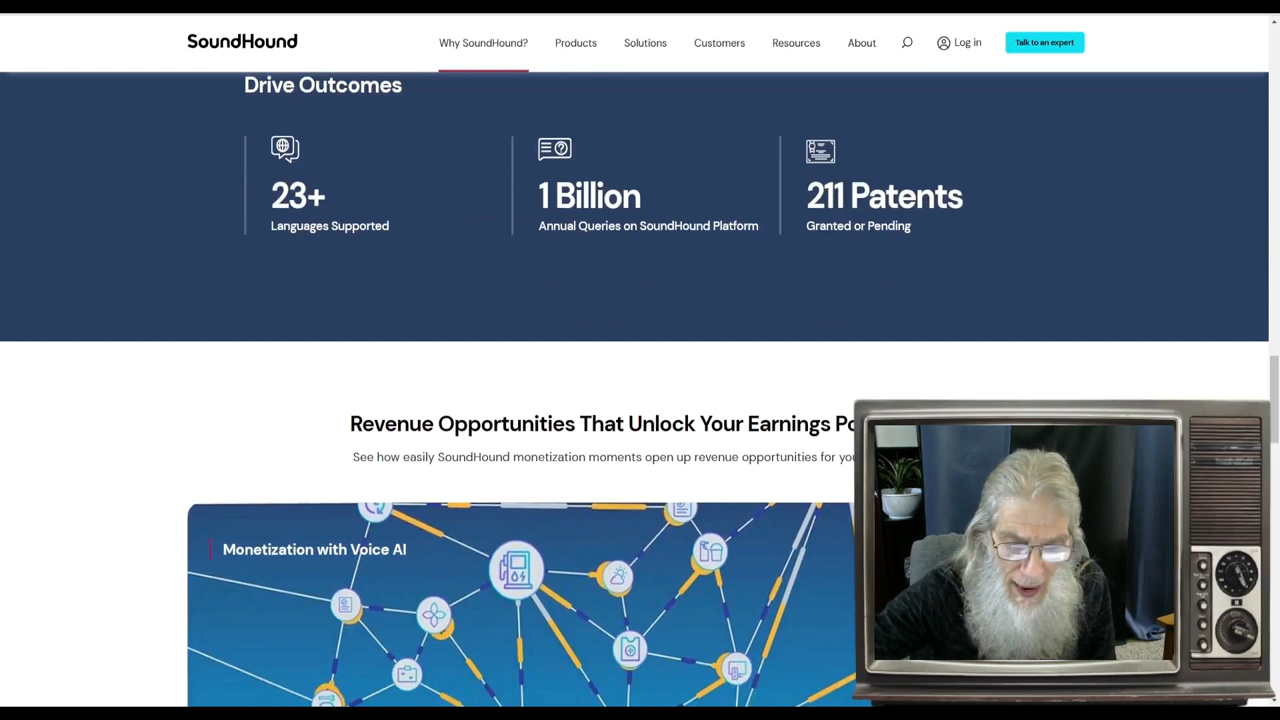 SoundHound
Why SoundHound?
Products
Solutions
Customers
Resources
About
Log in
Talk to an expert
Drive Outcomes
23+
Languages Supported
1 Billion
Annual Queries on SoundHound Platform
211 Patents
Granted or Pending
Revenue Opportunities That Unlock Your Earnings Po
See how easily SoundHound monetization moments open up revenue opportunities for you
Monetization with Voice AI